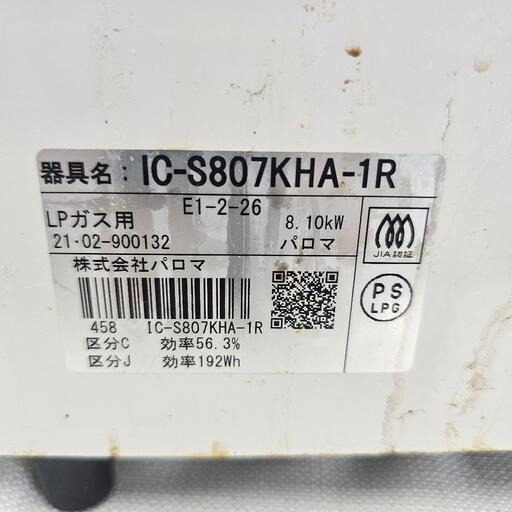 器具名：IC-S807KHA-1R
E1-2-26
LPガス用 8.10kW
21・02-900132 パロマ
JIA認証
株式会社パロマ
PS LPG
458 IC-S807KHA-1R
区分C 効率56.3%
区分J 効率192Wh